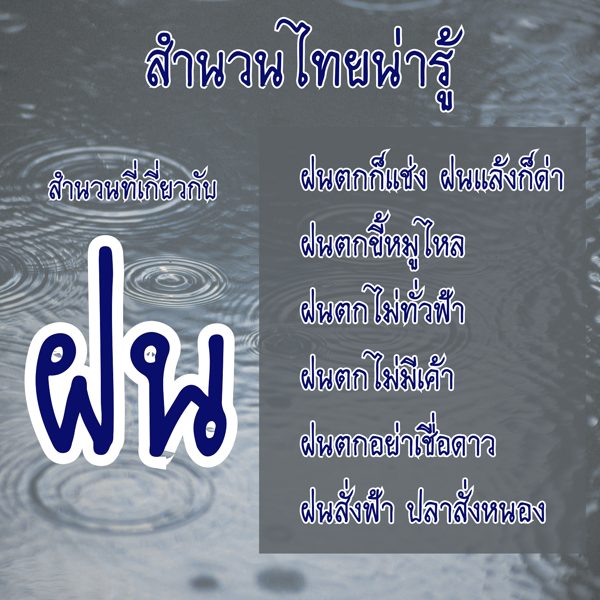 สำนวนไทยน่ารู้
สำนวนที่เกี่ยวกับ
ฝน
ฝนตกก็แช่ง ฝนแล้งก็ด่า
ฝนตกขี้หมูไหล
ฝนตกไม่ทั่วฟ้า
ฝนตกไม่มีเค้า
ฝนตกอย่าเชื่อดาว
ฝนสั่งฟ้า ปลาสั่งหนอง